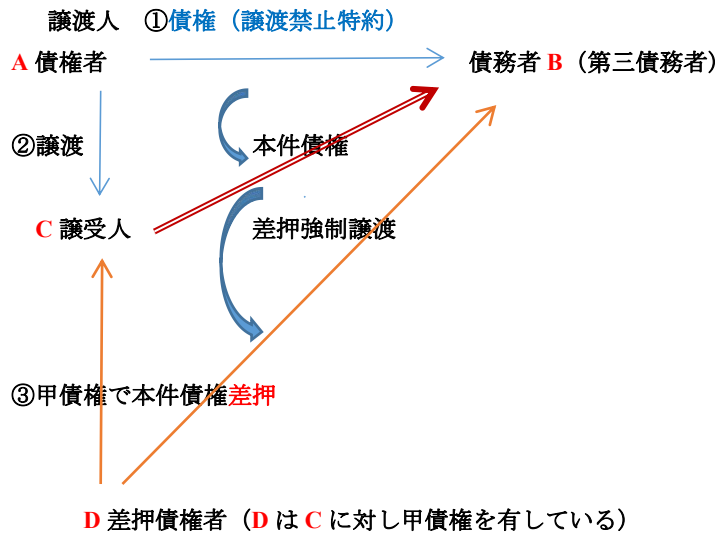 譲渡人 ①債権（譲渡禁止特約）
A 債権者 債務者 B（第三債務者）
②譲渡 本件債権
C 譲受人 差押強制譲渡
③甲債権で本件債権差押
D 差押債権者（D は C に対し甲債権を有している）